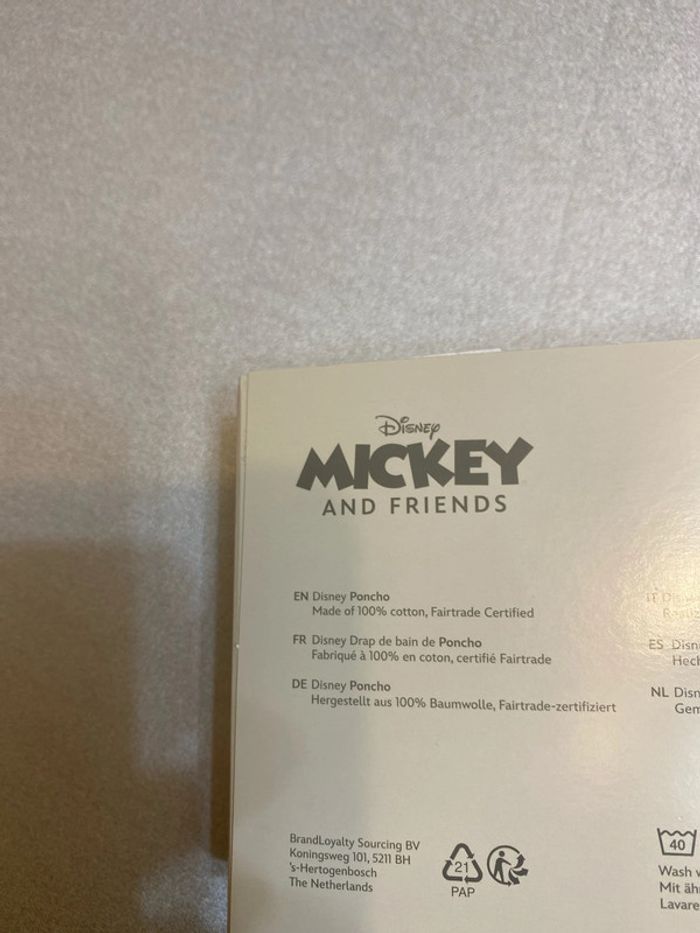 Disney
MICKEY
AND FRIENDS
EN Disney Poncho
Made of 100% cotton, Fairtrade Certified
FR Disney Drap de bain de Poncho
Fabriqué à 100% en coton, certifié Fairtrade
DE Disney Poncho
Hergestellt aus 100% Baumwolle, Fairtrade-zertifiziert
IT
ES
NL
BrandLoyalty Sourcing BV
Koningsweg 101, 5211 BH
's-Hertogenbosch
The Netherlands
21
PAP
40
Wash
Mit
Lavare